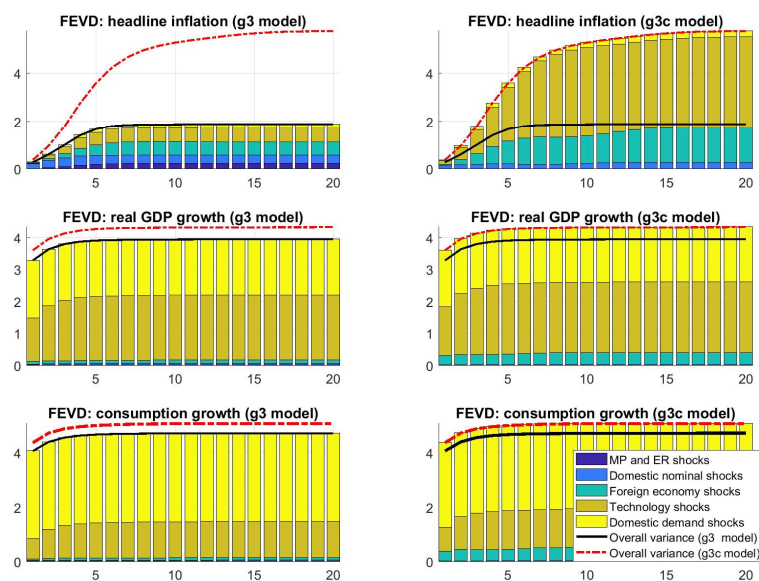 FEVD: headline inflation (g3 model)
FEVD: headline inflation (g3c model)
4
2
0
5 10 15 20
4
2
0
5 10 15 20
FEVD: real GDP growth (g3 model)
FEVD: real GDP growth (g3c model)
4
3
2
1
0
5 10 15 20
4
3
2
1
0
5 10 15 20
FEVD: consumption growth (g3 model)
FEVD: consumption growth (g3c model)
4
2
0
5 10 15 20
4
2
0
5
MP and ER shocks
Domestic nominal shocks
Foreign economy shocks
Technology shocks
Domestic demand shocks
Overall variance (g3 model)
Overall variance (g3c model)
10 15 20